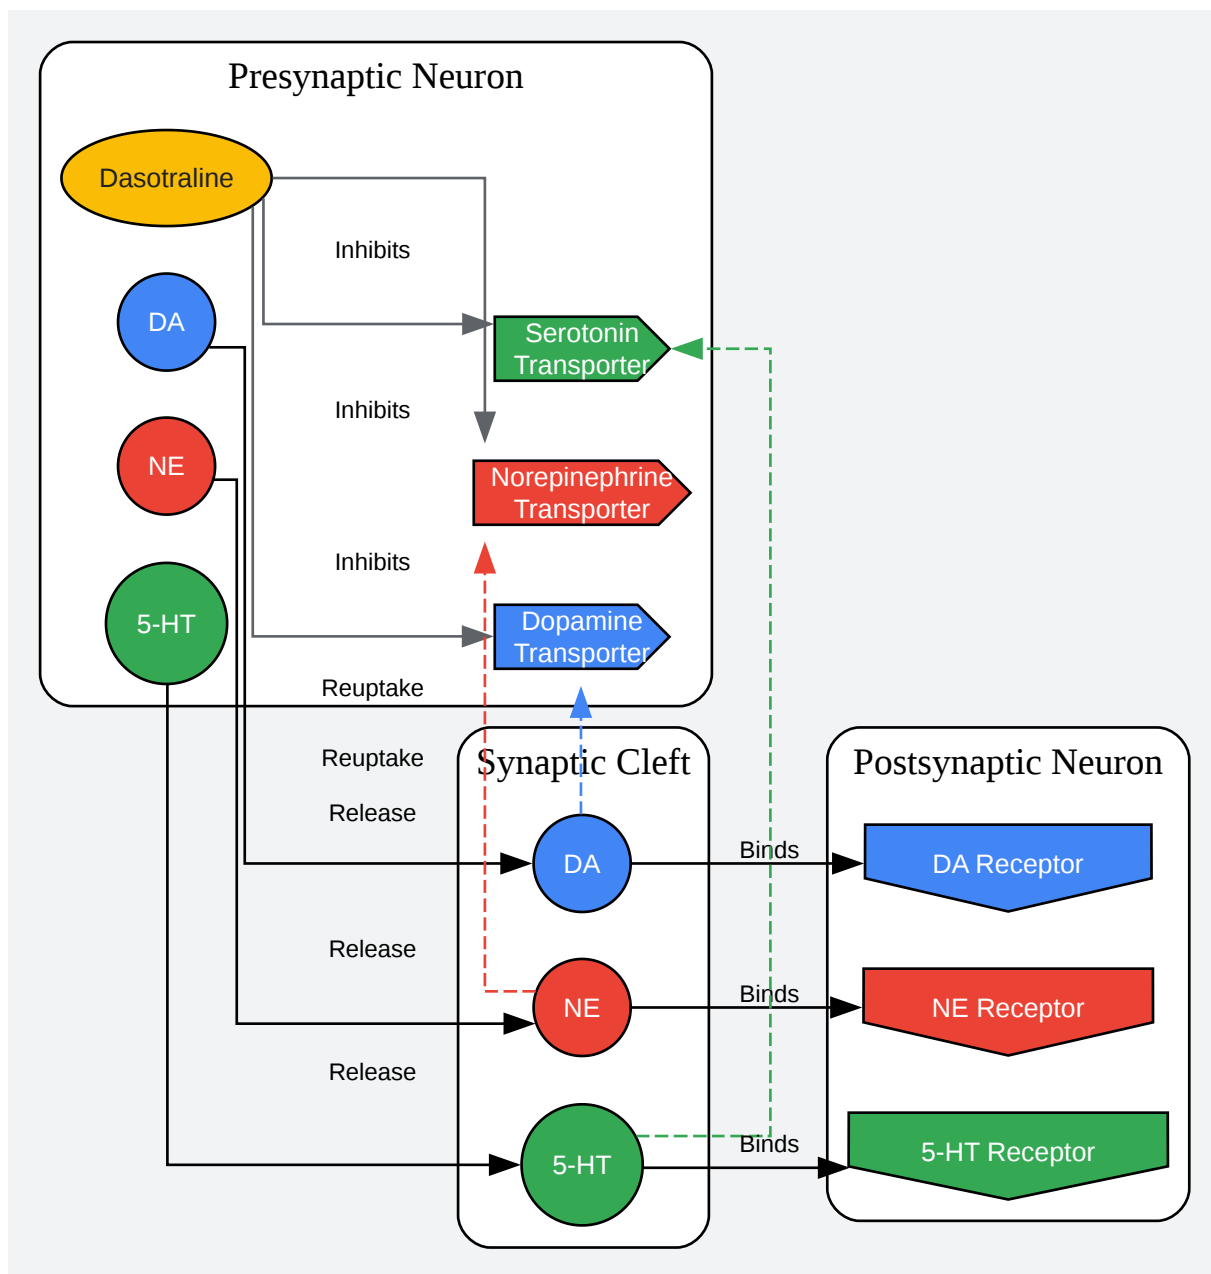 Presynaptic Neuron
Dasotraline
Inhibits
DA
Serotonin
Transporter
Inhibits
NE
Norepinephrine
Transporter
Inhibits
5-HT
Dopamine
Transporter
Reuptake
Reuptake
Synaptic Cleft
Postsynaptic Neuron
Release
DA
Binds
DA Receptor
Release
NE
Binds
NE Receptor
Release
5-HT
Binds
5-HT Receptor